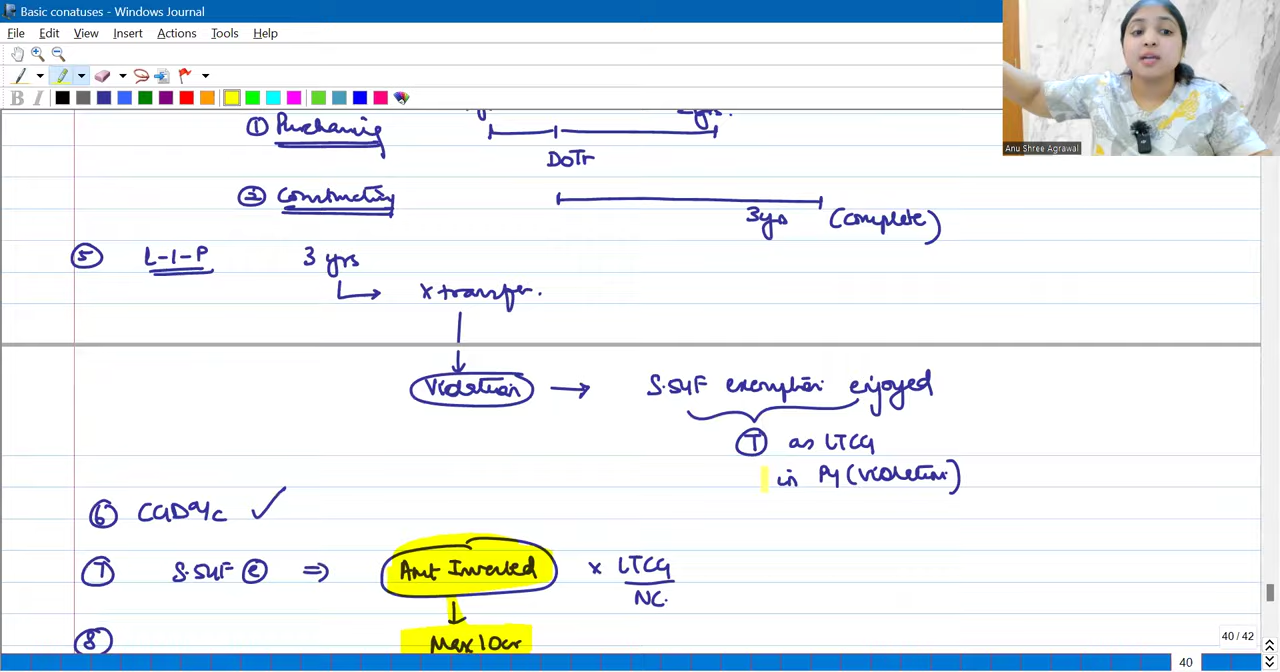 Basic conatuses - Windows Journal
File Edit View Insert Actions Tools Help
B I
① Purchasing
yrs.
DoTr
② Constructing
3yrs (complete)
⑤ L-I-P 3 yrs
x transfer.
Violation → S.54F exemption enjoyed
Ⓣ as LTCG
in PY (violation)
⑥ CGDA/c ✓
⑦ S.54F ⓔ ⇒ Amt Invested x LTCG
NC.
Max 10cr
⑧
Anu Shree Agrawal
40 / 42
40